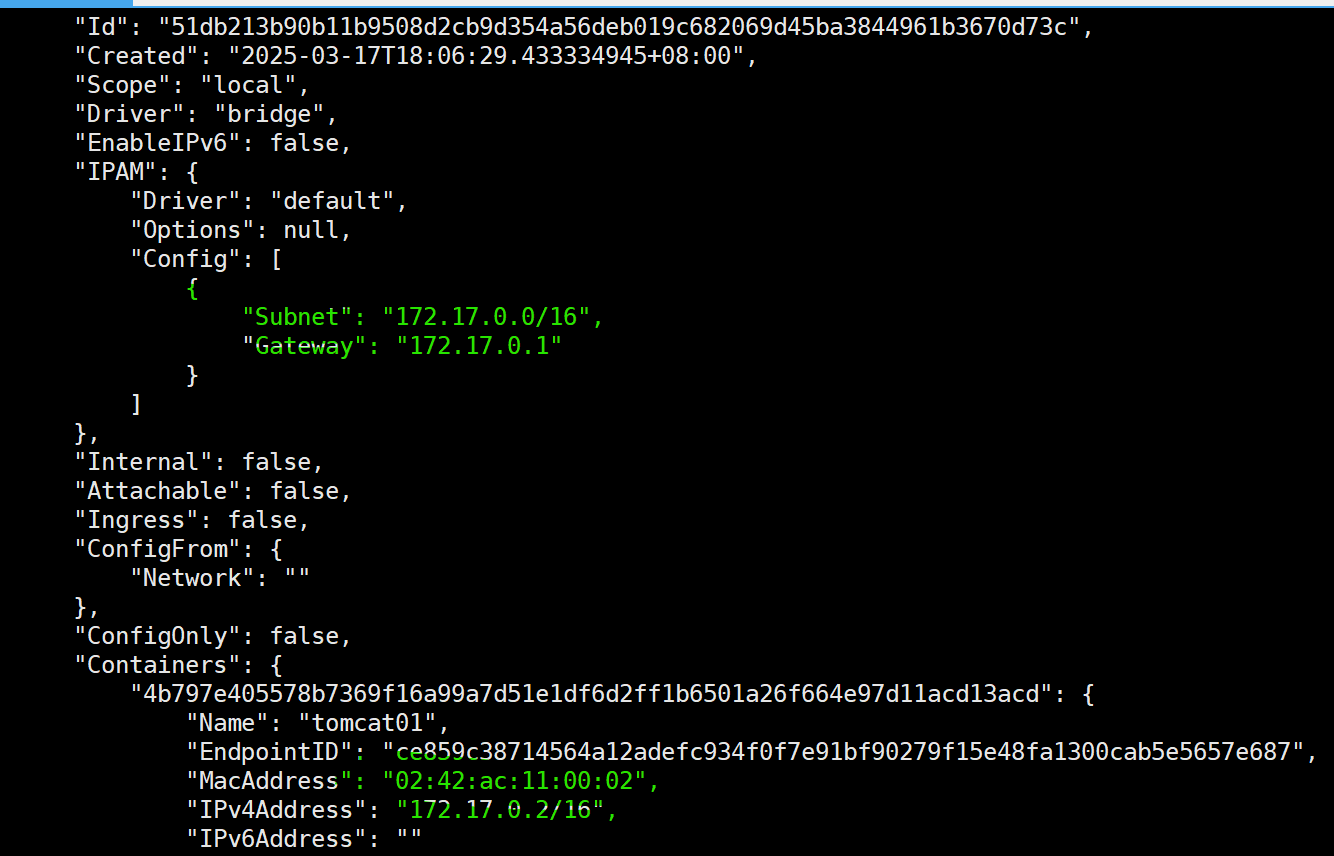 "Id": "51db213b90b11b9508d2cb9d354a56deb019c682069d45ba3844961b3670d73c",
"Created": "2025-03-17T18:06:29.433334945+08:00",
"Scope": "local",
"Driver": "bridge",
"EnableIPv6": false,
"IPAM": {
"Driver": "default",
"Options": null,
"Config": [
{
"Subnet": "172.17.0.0/16",
"Gateway": "172.17.0.1"
}
]
},
"Internal": false,
"Attachable": false,
"Ingress": false,
"ConfigFrom": {
"Network": ""
},
"ConfigOnly": false,
"Containers": {
"4b797e405578b7369f16a99a7d51e1df6d2ff1b6501a26f664e97d11acd13acd": {
"Name": "tomcat01",
"EndpointID": "ce859c38714564a12adefc934f0f7e91bf90279f15e48fa1300cab5e5657e687",
"MacAddress": "02:42:ac:11:00:02",
"IPv4Address": "172.17.0.2/16",
"IPv6Address": ""